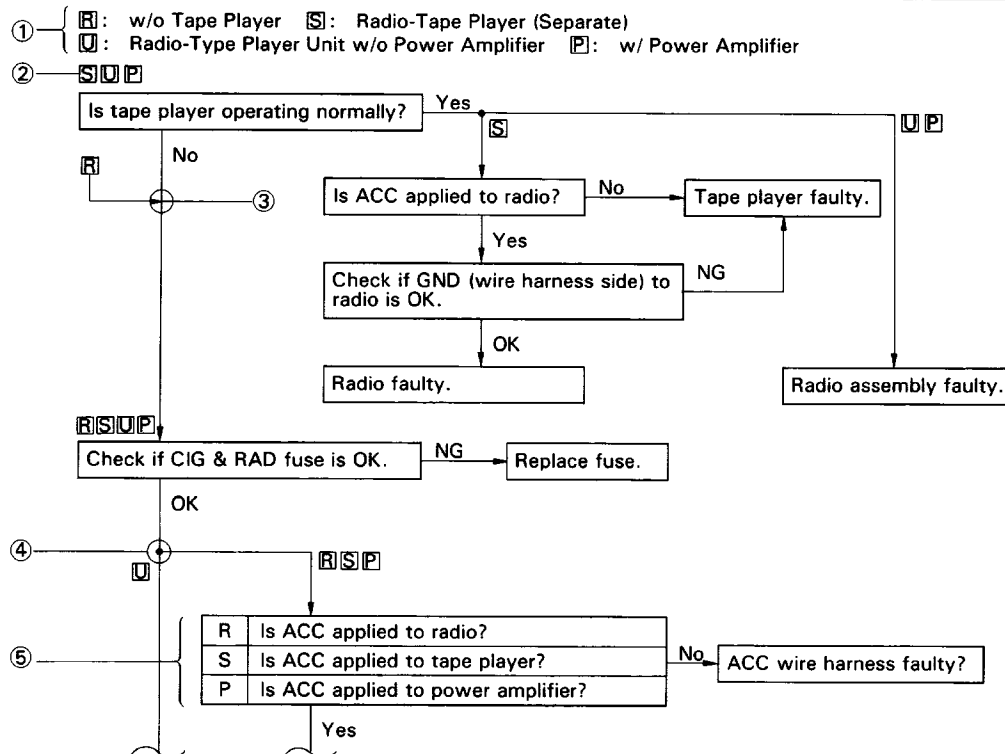 ① R: w/o Tape Player S: Radio-Tape Player (Separate)
U: Radio-Type Player Unit w/o Power Amplifier P: w/ Power Amplifier
② S U P
Is tape player operating normally?
Yes
S
U P
No
R
③
Is ACC applied to radio?
No
Tape player faulty.
Yes
Check if GND (wire harness side) to
radio is OK.
NG
OK
Radio faulty.
Radio assembly faulty.
R S U P
Check if CIG & RAD fuse is OK.
NG
Replace fuse.
OK
④
U
R S P
⑤
R Is ACC applied to radio?
S Is ACC applied to tape player?
P Is ACC applied to power amplifier?
No
ACC wire harness faulty?
Yes